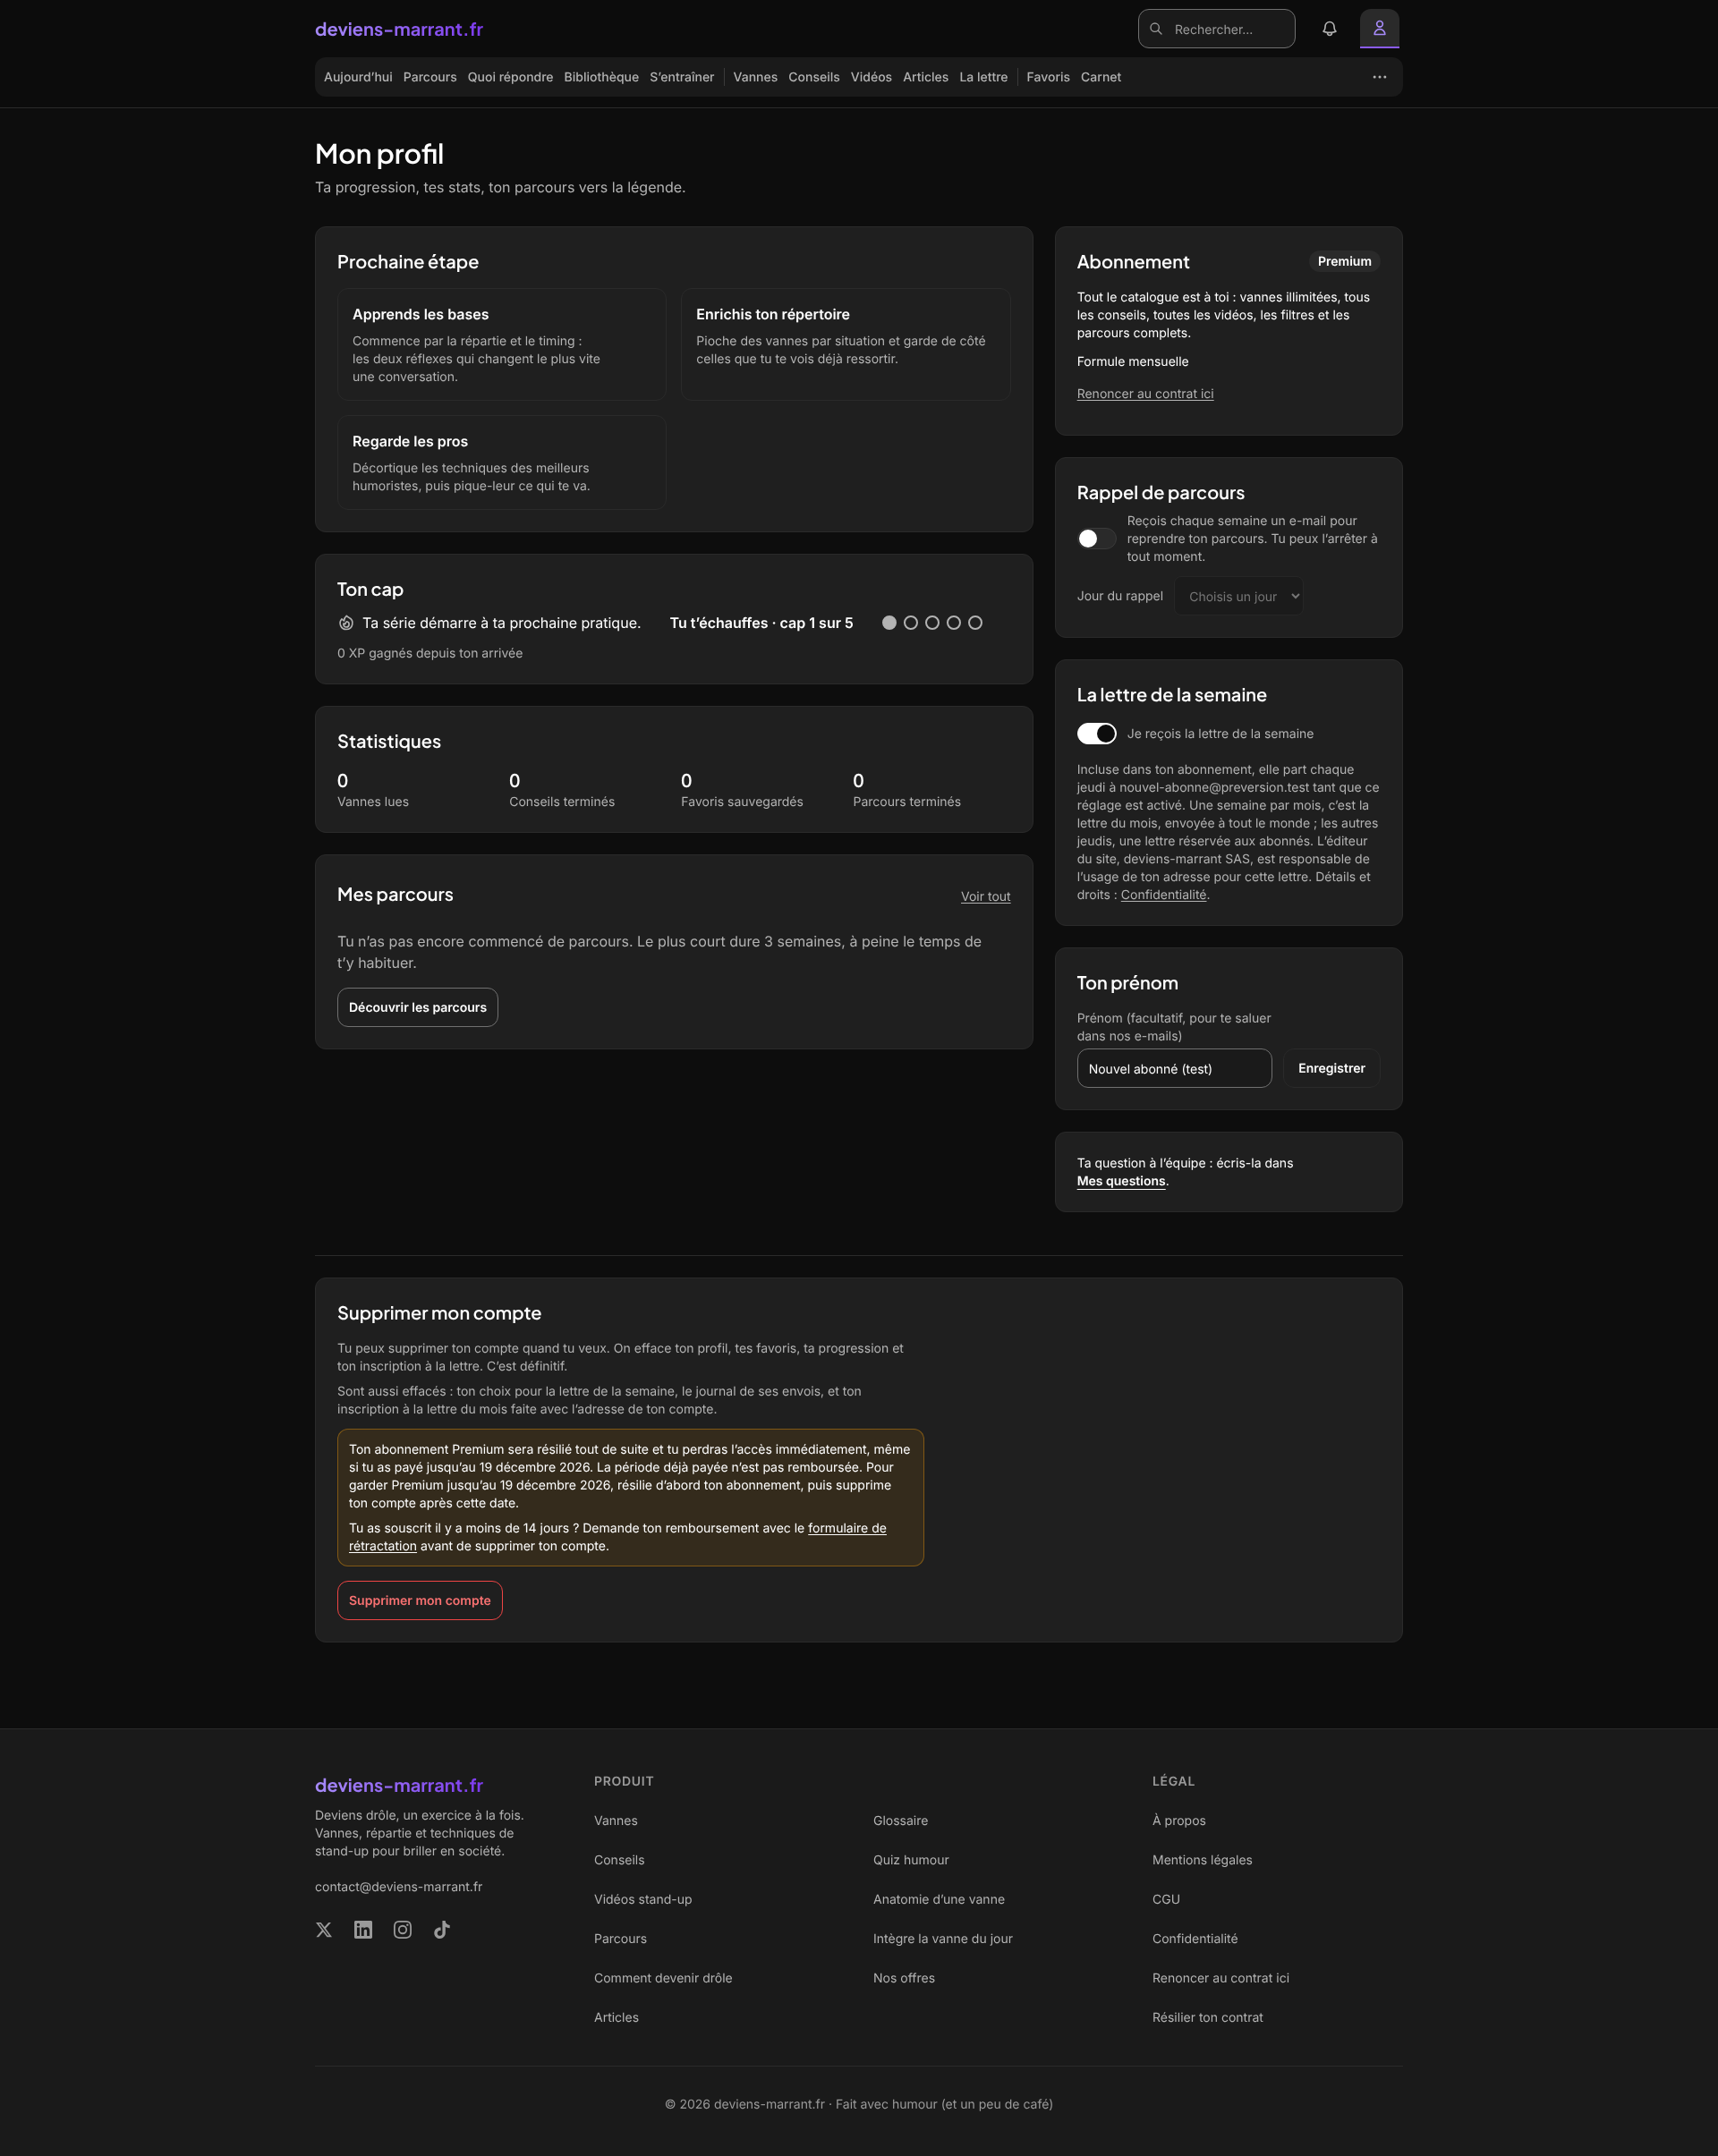 deviens-marrant.fr
Rechercher...
Aujourd’hui Parcours Quoi répondre Bibliothèque S’entraîner Vannes Conseils Vidéos Articles La lettre Favoris Carnet
Mon profil
Ta progression, tes stats, ton parcours vers la légende.
Prochaine étape
Apprends les bases
Commence par la répartie et le timing :
les deux réflexes qui changent le plus vite
une conversation.
Enrichis ton répertoire
Pioche des vannes par situation et garde de côté
celles que tu te vois déjà ressortir.
Regarde les pros
Décortique les techniques des meilleurs
humoristes, puis pique-leur ce qui te va.
Ton cap
Ta série démarre à ta prochaine pratique. Tu t’échauffes · cap 1 sur 5
0 XP gagnés depuis ton arrivée
Statistiques
0
Vannes lues
0
Conseils terminés
0
Favoris sauvegardés
0
Parcours terminés
Mes parcours
Voir tout
Tu n’as pas encore commencé de parcours. Le plus court dure 3 semaines, à peine le temps de
t’y habituer.
Découvrir les parcours
Abonnement
Premium
Tout le catalogue est à toi : vannes illimitées, tous
les conseils, toutes les vidéos, les filtres et les
parcours complets.
Formule mensuelle
Renoncer au contrat ici
Rappel de parcours
Reçois chaque semaine un e-mail pour
reprendre ton parcours. Tu peux l’arrêter à
tout moment.
Jour du rappel Choisis un jour
La lettre de la semaine
Je reçois la lettre de la semaine
Incluse dans ton abonnement, elle part chaque
jeudi à nouvel-abonne@preversion.test tant que ce
réglage est activé. Une semaine par mois, c’est la
lettre du mois, envoyée à tout le monde ; les autres
jeudis, une lettre réservée aux abonnés. L’éditeur
du site, deviens-marrant SAS, est responsable de
l’usage de ton adresse pour cette lettre. Détails et
droits : Confidentialité.
Ton prénom
Prénom (facultatif, pour te saluer
dans nos e-mails)
Nouvel abonné (test) Enregistrer
Ta question à l’équipe : écris-la dans
Mes questions.
Supprimer mon compte
Tu peux supprimer ton compte quand tu veux. On efface ton profil, tes favoris, ta progression et
ton inscription à la lettre. C’est définitif.
Sont aussi effacés : ton choix pour la lettre de la semaine, le journal de ses envois, et ton
inscription à la lettre du mois faite avec l’adresse de ton compte.
Ton abonnement Premium sera résilié tout de suite et tu perdras l’accès immédiatement, même
si tu as payé jusqu’au 19 décembre 2026. La période déjà payée n’est pas remboursée. Pour
garder Premium jusqu’au 19 décembre 2026, résilie d’abord ton abonnement, puis supprime
ton compte après cette date.
Tu as souscrit il y a moins de 14 jours ? Demande ton remboursement avec le formulaire de
rétractation avant de supprimer ton compte.
Supprimer mon compte
deviens-marrant.fr
Deviens drôle, un exercice à la fois.
Vannes, répartie et techniques de
stand-up pour briller en société.
contact@deviens-marrant.fr
PRODUIT
Vannes
Conseils
Vidéos stand-up
Parcours
Comment devenir drôle
Articles
Glossaire
Quiz humour
Anatomie d’une vanne
Intègre la vanne du jour
Nos offres
LÉGAL
À propos
Mentions légales
CGU
Confidentialité
Renoncer au contrat ici
Résilier ton contrat
© 2026 deviens-marrant.fr · Fait avec humour (et un peu de café)